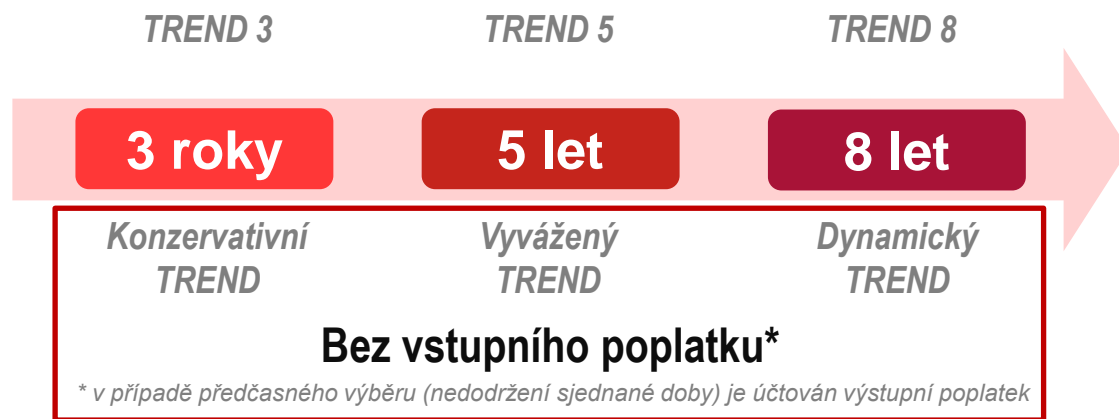 TREND 3 TREND 5 TREND 8
3 roky 5 let 8 let
Konzervativní Vyvážený Dynamický
TREND TREND TREND
Bez vstupního poplatku*
* v případě předčasného výběru (nedodržení sjednané doby) je účtován výstupní poplatek